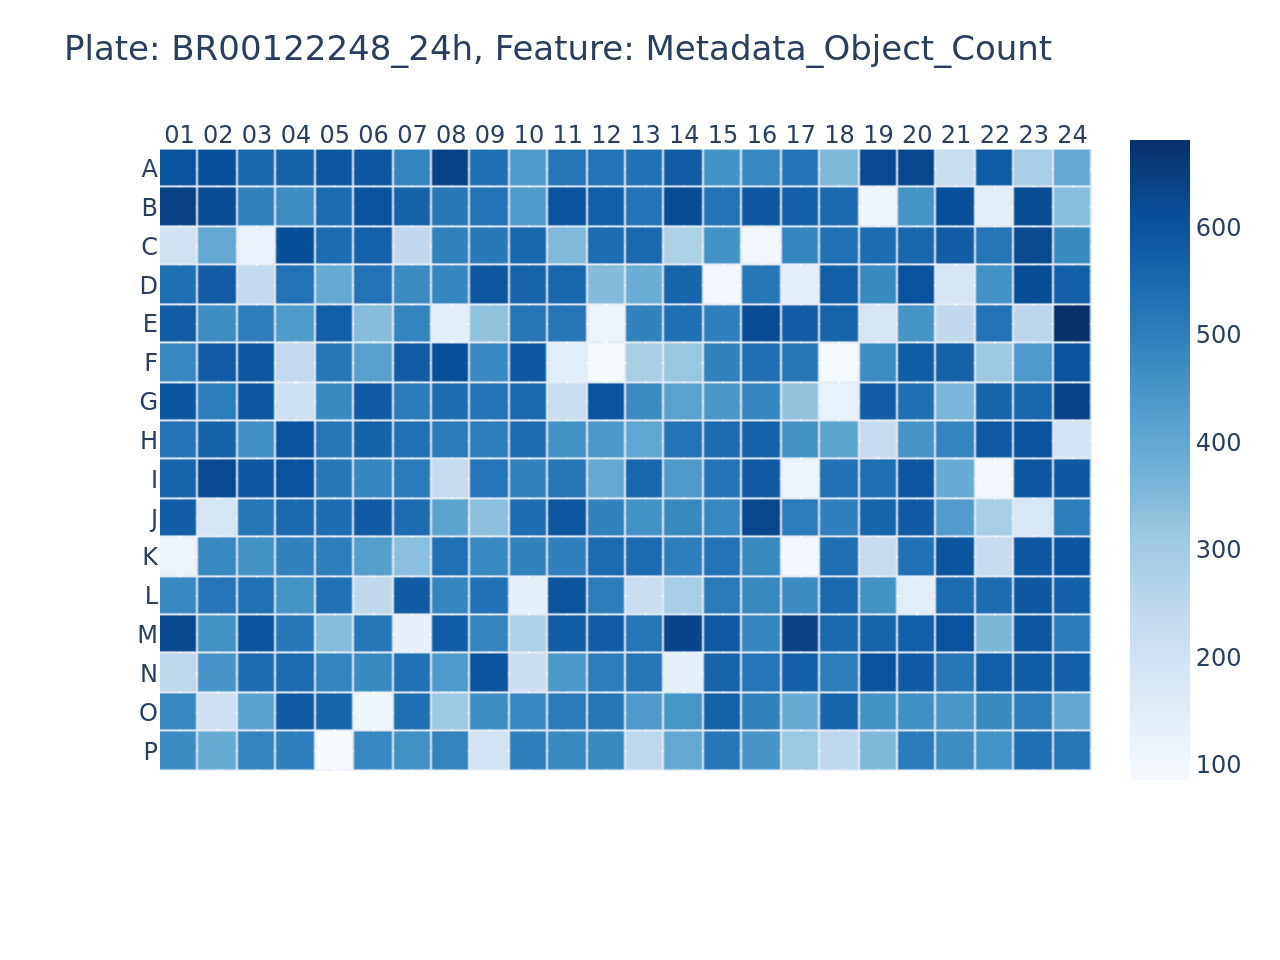 Plate: BR00122248_24h, Feature: Metadata_Object_Count
01 02 03 04 05 06 07 08 09 10 11 12 13 14 15 16 17 18 19 20 21 22 23 24
A
B
C
D
E
F
G
H
I
J
K
L
M
N
O
P
600
500
400
300
200
100